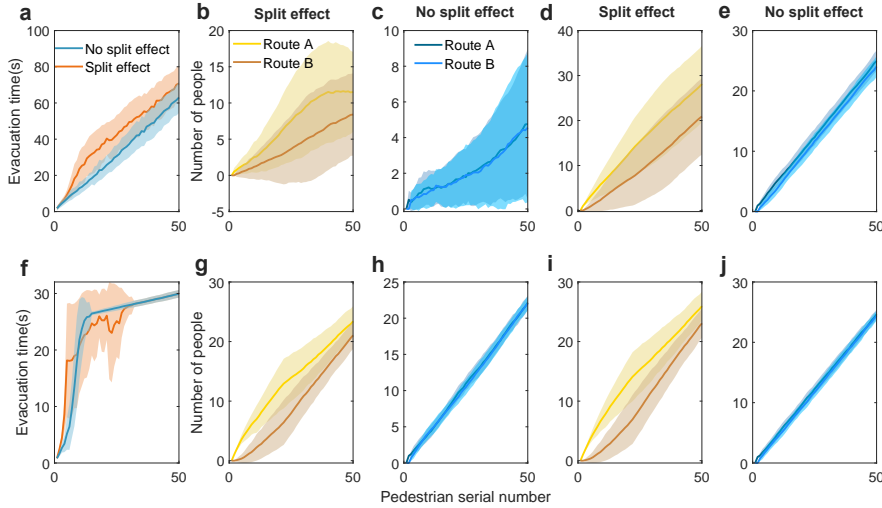 Split effect
No split effect
Split effect
No split effect
a
b
c
d
e
Evacuation time(s)
100
80
60
40
20
0
0
50
No split effect
Split effect
Number of people
20
15
10
5
0
-5
0
50
Route A
Route B
10
8
6
4
2
0
0
50
Route A
Route B
40
30
20
10
0
0
50
30
20
10
0
0
50
f
g
h
i
j
Evacuation time(s)
30
20
10
0
0
50
Number of people
30
20
10
0
0
50
25
20
15
10
5
0
0
50
30
20
10
0
0
50
30
20
10
0
0
50
Pedestrian serial number